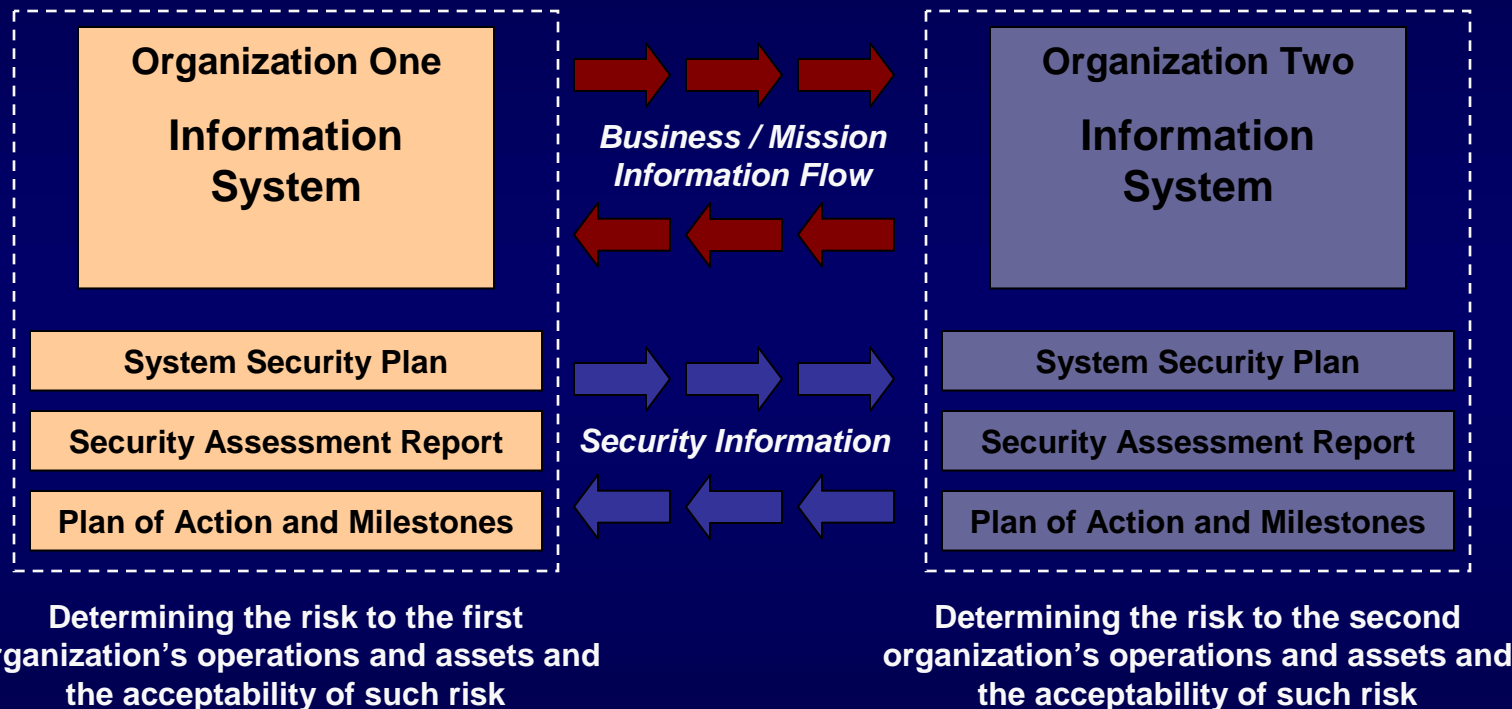 Organization One
Information
System
System Security Plan
Security Assessment Report
Plan of Action and Milestones
Determining the risk to the first
rganization’s operations and assets and
the acceptability of such risk
Business / Mission
Information Flow
Security Information
Organization Two
Information
System
System Security Plan
Security Assessment Report
Plan of Action and Milestones
Determining the risk to the second
organization’s operations and assets and
the acceptability of such risk